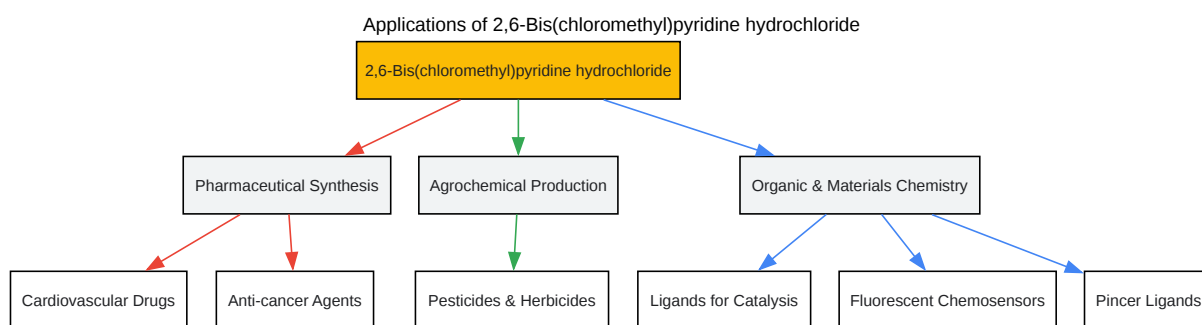 Applications of 2,6-Bis(chloromethyl)pyridine hydrochloride
2,6-Bis(chloromethyl)pyridine hydrochloride
Pharmaceutical Synthesis
Agrochemical Production
Organic & Materials Chemistry
Cardiovascular Drugs
Anti-cancer Agents
Pesticides & Herbicides
Ligands for Catalysis
Fluorescent Chemosensors
Pincer Ligands